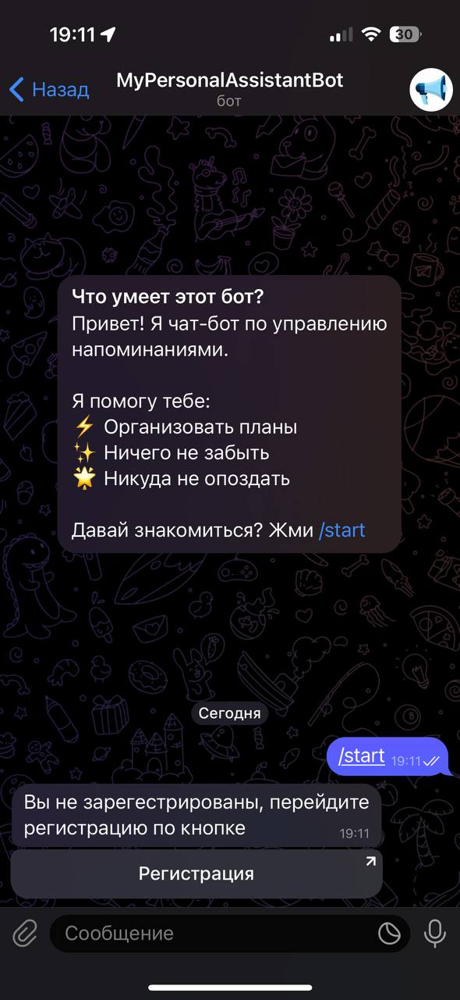 19:11
30
Назад
MyPersonalAssistantBot
бот
Что умеет этот бот?
Привет! Я чат-бот по управлению
напоминаниями.
Я помогу тебе:
⚡ Организовать планы
✨ Ничего не забыть
🌟 Никуда не опоздать
Давай знакомиться? Жми /start
Сегодня
/start 19:11
Вы не зарегестрированы, перейдите
регистрацию по кнопке 19:11
Регистрация
Сообщение